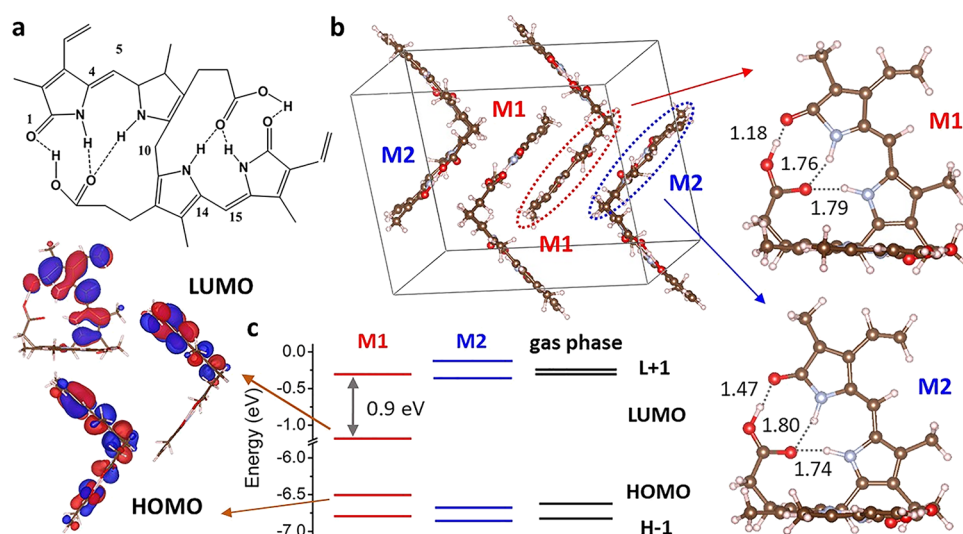 a
5
4
1
O
N
H
H
N
O
H
O
10
O
O
H
O
H
H
N
N
14
15
b
M1
M2
M1
M2
1.18
1.76
1.79
M1
1.47
1.80
1.74
M2
LUMO
HOMO
c
M1
M2
gas phase
Energy (eV)
0.0
-0.5
-1.0
-6.0
-6.5
-7.0
0.9 eV
L+1
LUMO
HOMO
H-1